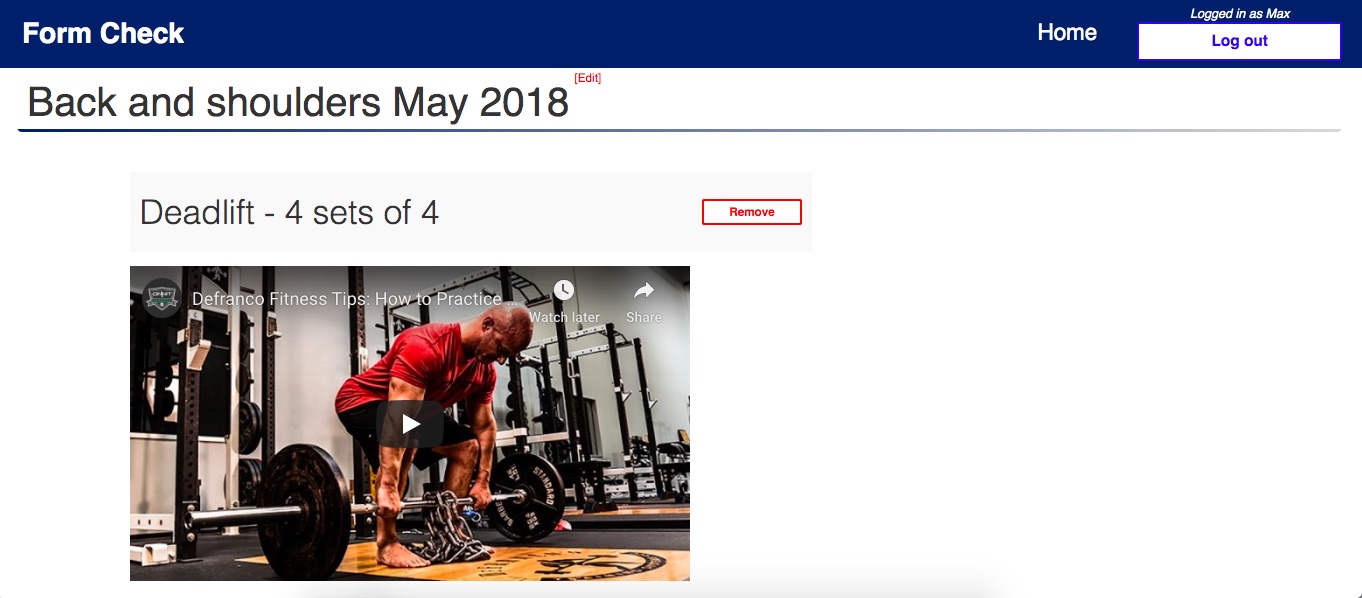 Form Check
Home
Logged in as Max
Log out
Back and shoulders May 2018
[Edit]
Deadlift - 4 sets of 4
Remove
Defranco Fitness Tips: How to Practice ...
Watch later
Share
STANDARD
BARBELL